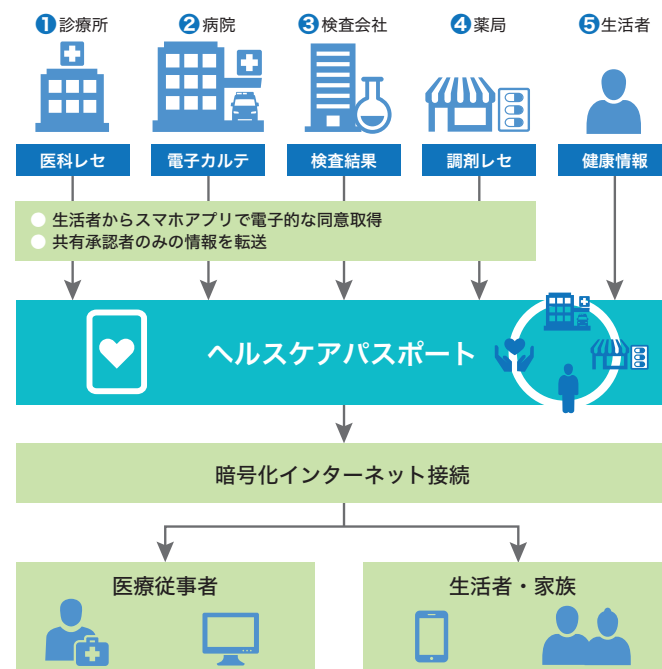 1 診療所
2 病院
3 検査会社
4 薬局
5 生活者
医科レセ
電子カルテ
検査結果
調剤レセ
健康情報
生活者からスマホアプリで電子的な同意取得
共有承認者のみの情報を転送
ヘルスケアパスポート
暗号化インターネット接続
医療従事者
生活者・家族